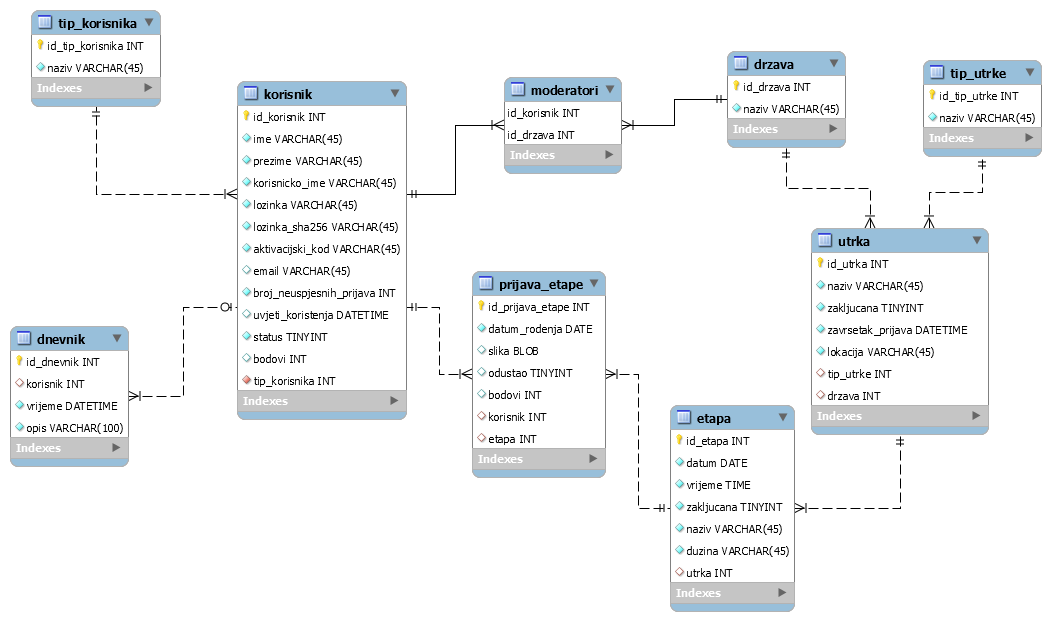 tip_korisnika
id_tip_korisnika INT
naziv VARCHAR(45)
Indexes
korisnik
id_korisnik INT
ime VARCHAR(45)
prezime VARCHAR(45)
korisnicko_ime VARCHAR(45)
lozinka VARCHAR(45)
lozinka_sha256 VARCHAR(45)
aktivacijski_kod VARCHAR(45)
email VARCHAR(45)
broj_neuspjesnih_prijava INT
uvjeti_koristenja DATETIME
status TINYINT
bodovi INT
tip_korisnika INT
Indexes
moderatori
id_korisnik INT
id_drzava INT
Indexes
drzava
id_drzava INT
naziv VARCHAR(45)
Indexes
tip_utrke
id_tip_utrke INT
naziv VARCHAR(45)
Indexes
utrka
id_utrka INT
naziv VARCHAR(45)
zakljucana TINYINT
zavrsetak_prijava DATETIME
lokacija VARCHAR(45)
tip_utrke INT
drzava INT
Indexes
dnevnik
id_dnevnik INT
korisnik INT
vrijeme DATETIME
opis VARCHAR(100)
Indexes
prijava_etape
id_prijava_etape INT
datum_rodenja DATE
slika BLOB
odustao TINYINT
bodovi INT
korisnik INT
etapa INT
Indexes
etapa
id_etapa INT
datum DATE
vrijeme TIME
zakljucana TINYINT
naziv VARCHAR(45)
duzina VARCHAR(45)
utrka INT
Indexes